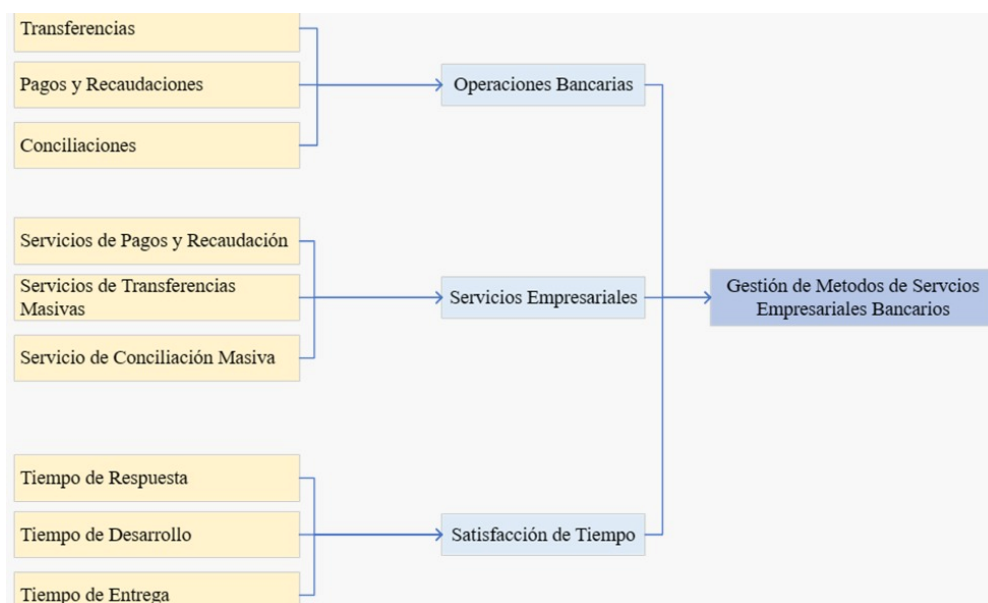 Transferencias
Pagos y Recaudaciones
Conciliaciones
Operaciones Bancarias
Servicios de Pagos y Recaudación
Servicios de Transferencias
Masivas
Servicio de Conciliación Masiva
Servicios Empresariales
Gestión de Metodos de Servcios
Empresariales Bancarios
Tiempo de Respuesta
Tiempo de Desarrollo
Tiempo de Entrega
Satisfacción de Tiempo